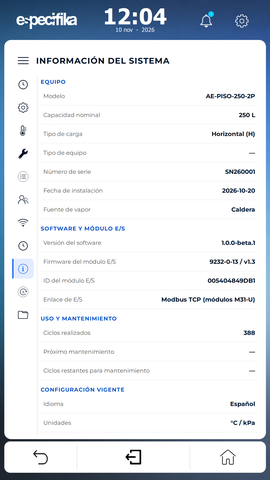 e-specifika
12:04
10 nov - 2026
INFORMACIÓN DEL SISTEMA
EQUIPO
Modelo AE-PISO-250-2P
Capacidad nominal 250 L
Tipo de carga Horizontal (H)
Tipo de equipo —
Número de serie SN260001
Fecha de instalación 2026-10-20
Fuente de vapor Caldera
SOFTWARE Y MÓDULO E/S
Versión del software 1.0.0-beta.1
Firmware del módulo E/S 9232-0-13 / v1.3
ID del módulo E/S 005404849DB1
Enlace de E/S Modbus TCP (módulos M31-U)
USO Y MANTENIMIENTO
Ciclos realizados 388
Próximo mantenimiento —
Ciclos restantes para mantenimiento —
CONFIGURACIÓN VIGENTE
Idioma Español
Unidades °C / kPa